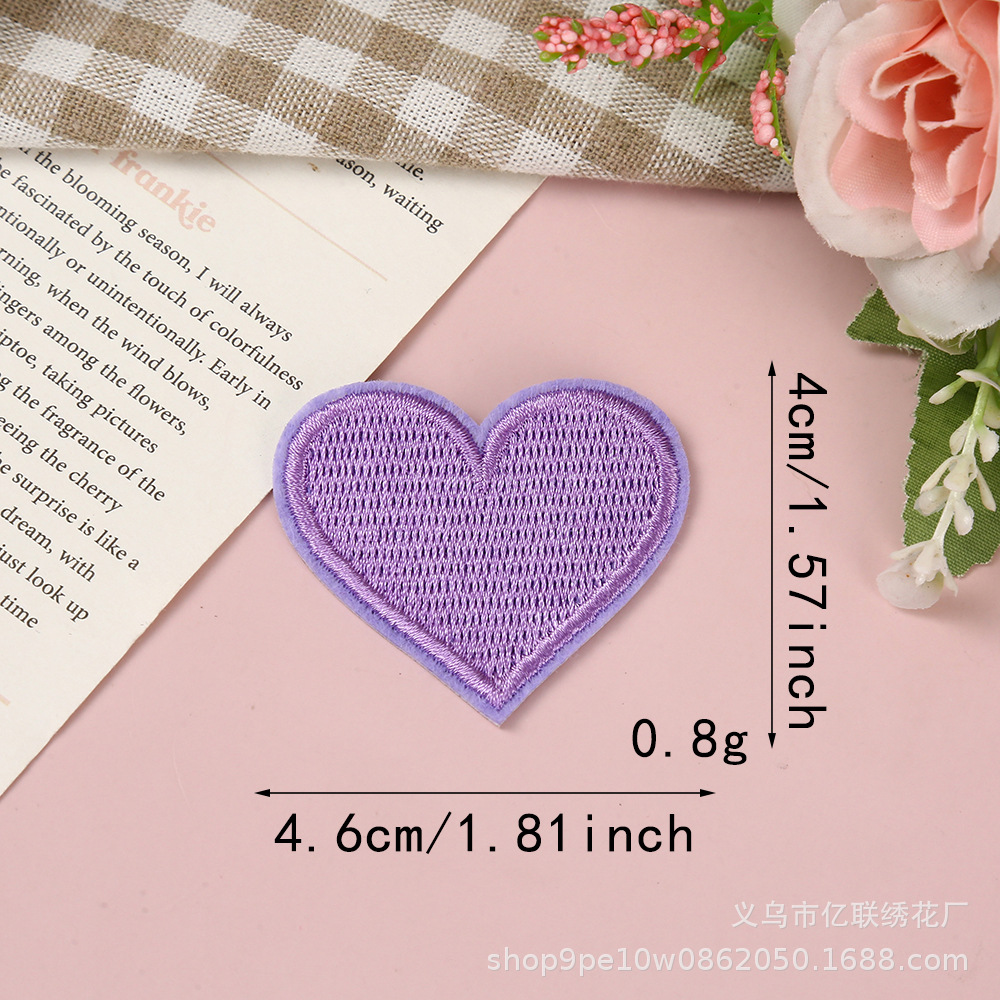 frankie
the blooming season, I will always
e fascinated by the touch of colorfulness
ntionally or unintentionally. Early in
rning, when the wind blows,
ingers among the flowers,
iptoe, taking pictures
g the fragrance of the
eeing the cherry
e surprise is like a
dream, with
just look up
time
life.
ason, waiting
4cm/1.57inch
0.8g
4.6cm/1.81inch
义乌市亿联绣花厂
shop9pe10w0862050.1688.com